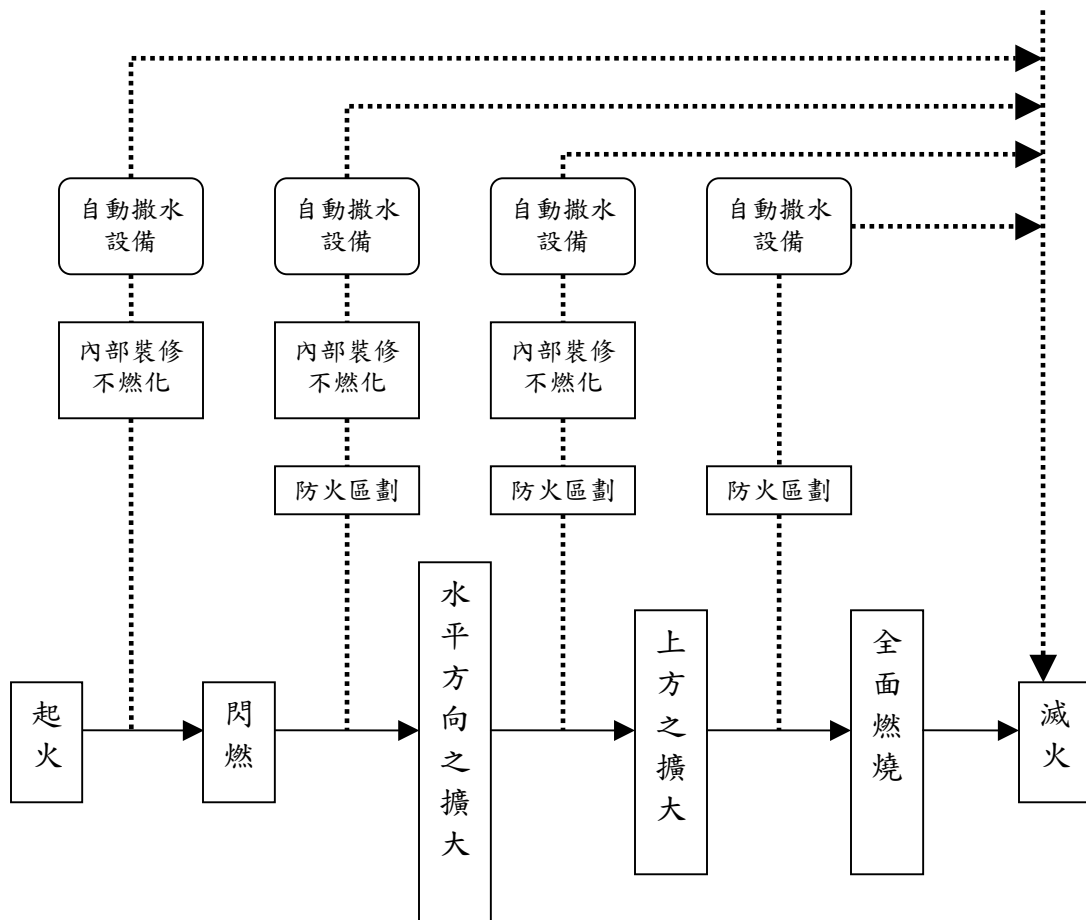 自動撒水
設備
自動撒水
設備
自動撒水
設備
自動撒水
設備
內部裝修
不燃化
內部裝修
不燃化
內部裝修
不燃化
防火區劃
防火區劃
防火區劃
起火
閃燃
水平方向之擴大
上方之擴大
全面燃燒
滅火